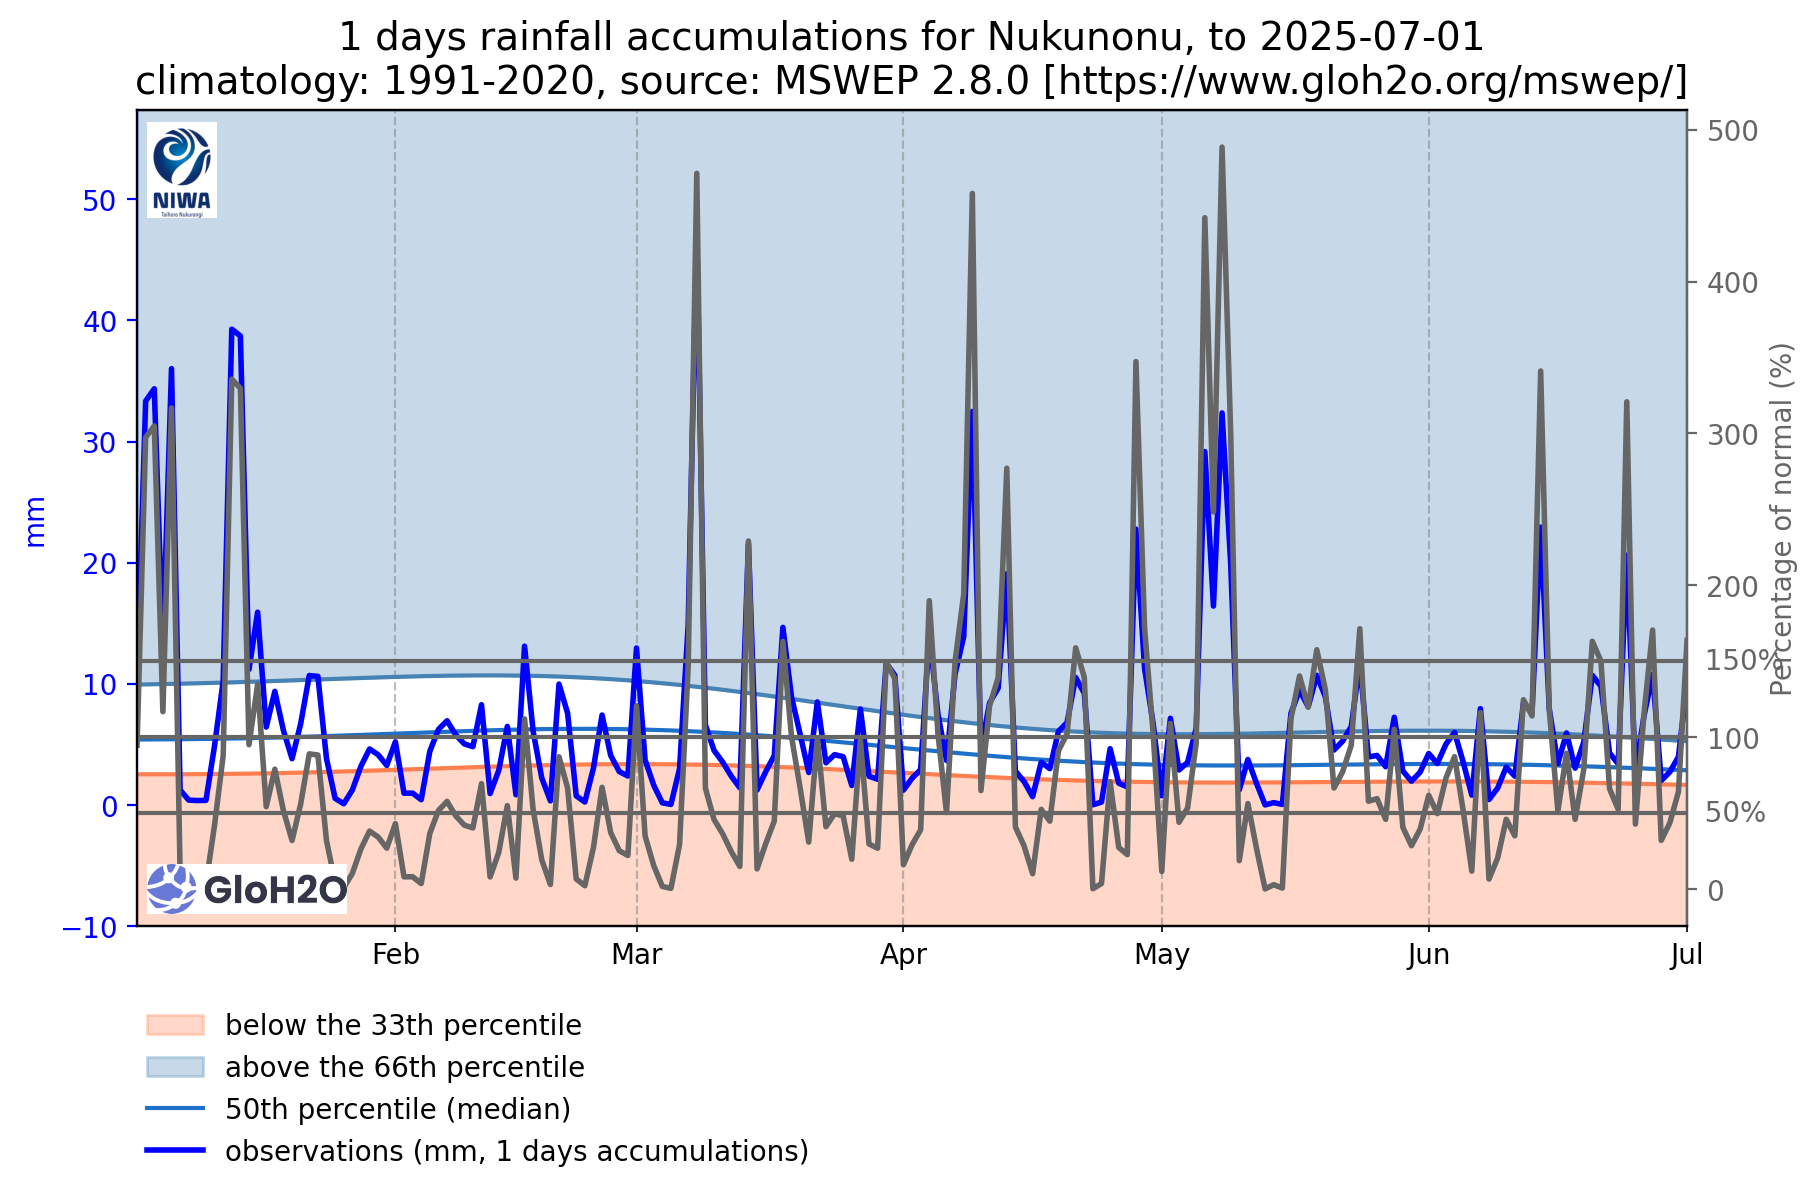 1 days rainfall accumulations for Nukunonu, to 2025-07-01
climatology: 1991-2020, source: MSWEP 2.8.0 [https://www.gloh2o.org/mswep/]
NIWA
Taihoro Nukurangi
50
40
30
20
10
0
−10
mm
500
400
300
200
150%
100
50%
0
Percentage of normal (%)
GloH2O
Feb
Mar
Apr
May
Jun
Jul
below the 33th percentile
above the 66th percentile
50th percentile (median)
observations (mm, 1 days accumulations)